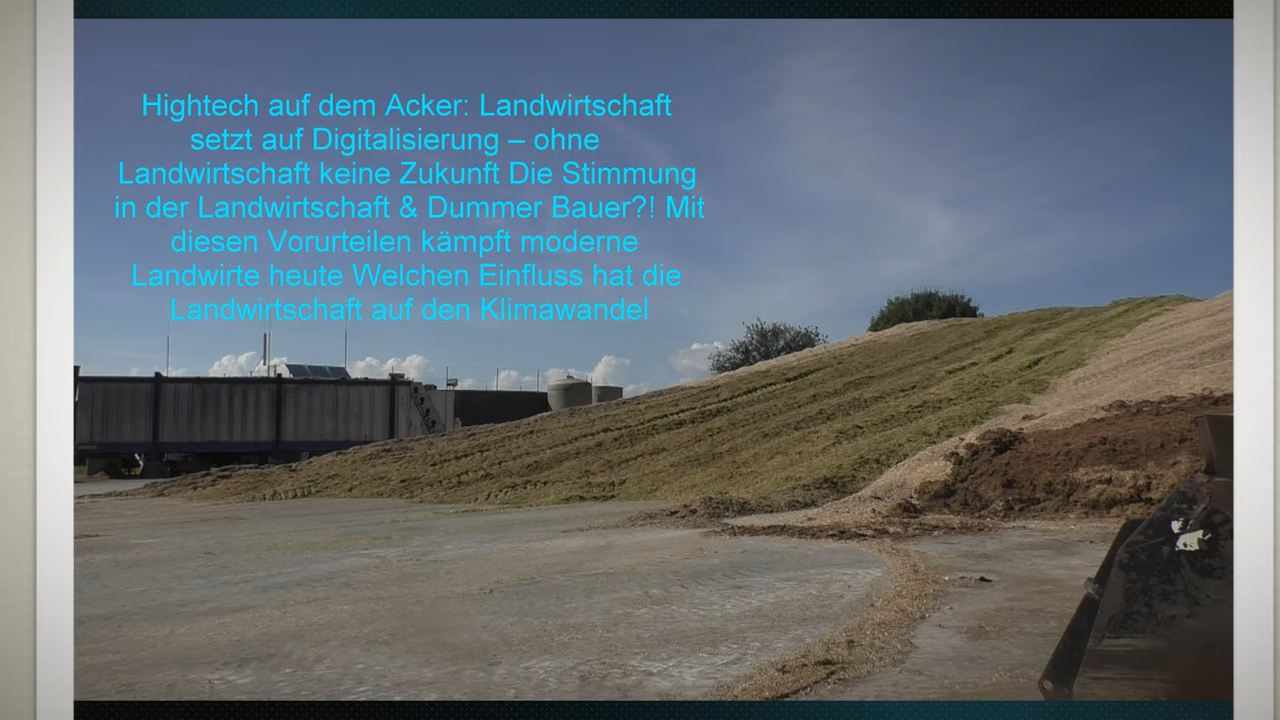 Hightech auf dem Acker: Landwirtschaft
setzt auf Digitalisierung – ohne
Landwirtschaft keine Zukunft Die Stimmung
in der Landwirtschaft & Dummer Bauer?! Mit
diesen Vorurteilen kämpft moderne
Landwirte heute Welchen Einfluss hat die
Landwirtschaft auf den Klimawandel